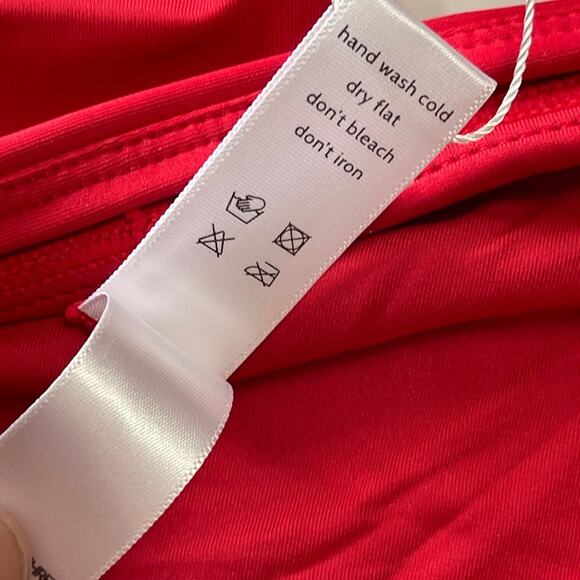 hand wash cold
dry flat
don't bleach
don't iron